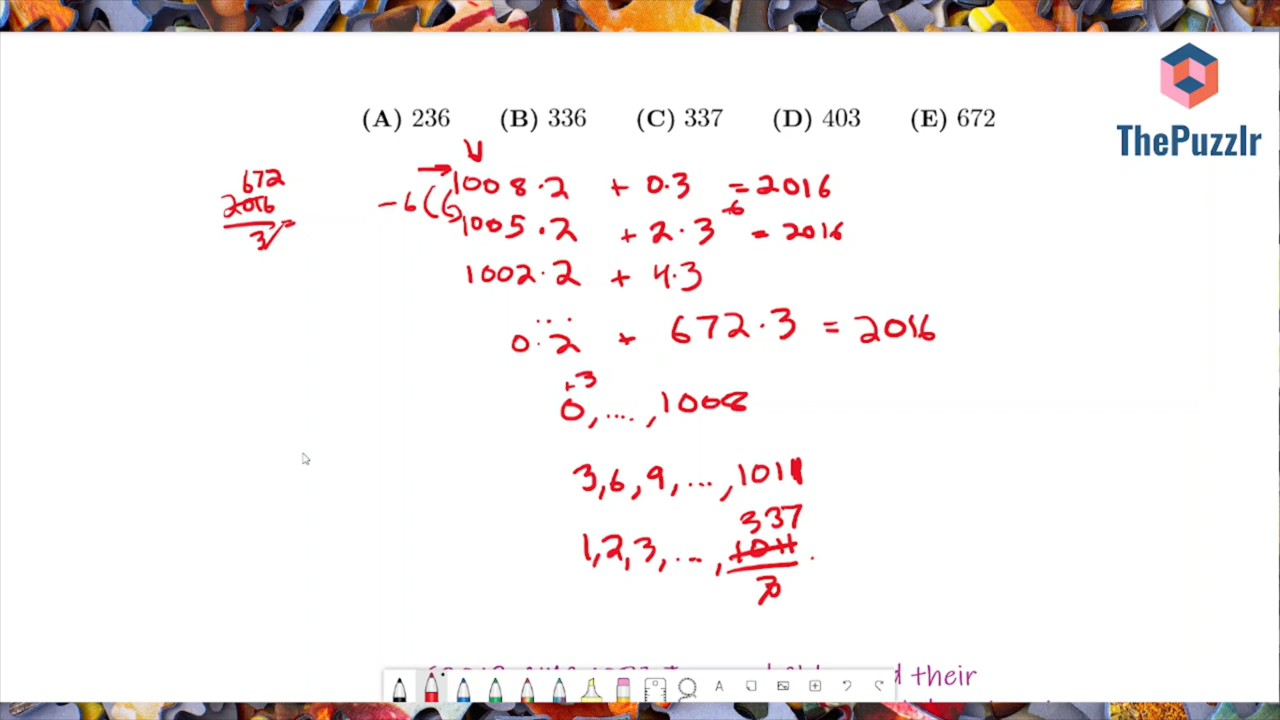 ThePuzzlr
(A) 236 (B) 336 (C) 337 (D) 403 (E) 672
672
2016
3
1008·2 + 0·3 = 2016
-6 +6
1005·2 + 2·3 = 2016
1002·2 + 4·3
...
0·2 + 672·3 = 2016
+3
0, ...., 1008
3, 6, 9, ..., 1011
337
1, 2, 3, ..., 1011
3
their